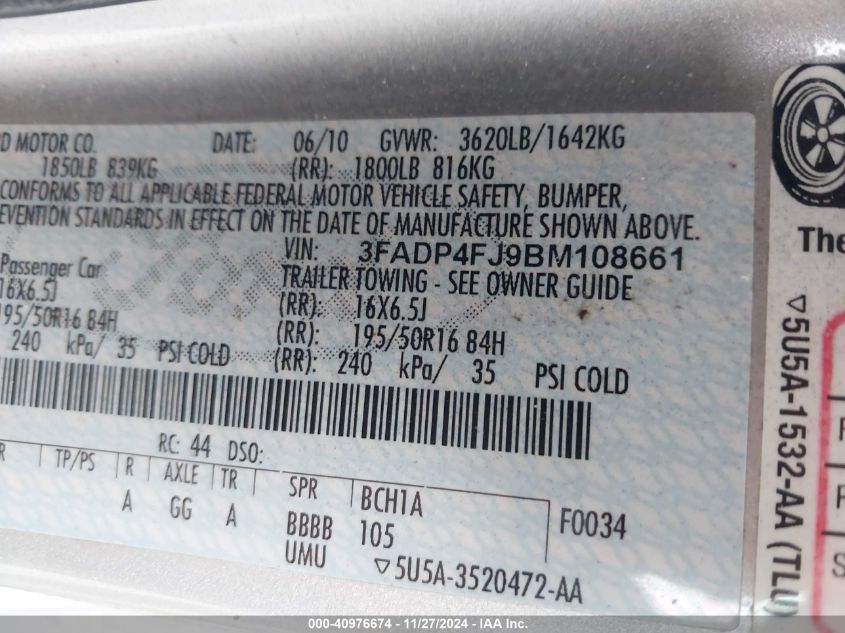 D MOTOR CO. DATE: 06/10 GVWR: 3620LB/1642KG
1850LB 839KG (RR): 1800LB 816KG
CONFORMS TO ALL APPLICABLE FEDERAL MOTOR VEHICLE SAFETY, BUMPER,
EVENTION STANDARDS IN EFFECT ON THE DATE OF MANUFACTURE SHOWN ABOVE.
VIN: 3FADP4FJ9BM108661
Passenger Car TRAILER TOWING - SEE OWNER GUIDE
16X6.5J (RR): 16X6.5J
195/50R16 84H (RR): 195/50R16 84H
240 kPa/ 35 PSI COLD (RR): 240 kPa/ 35 PSI COLD
RC: 44 DSO:
R TP/PS R AXLE TR SPR BCH1A
A GG A BBBB 105 F0034
UMU ▽5U5A-3520472-AA
The
▽5U5A-1532-AA (TLU)
F
F
S
000-40976674 / 11/27/2024 - IAAI.com